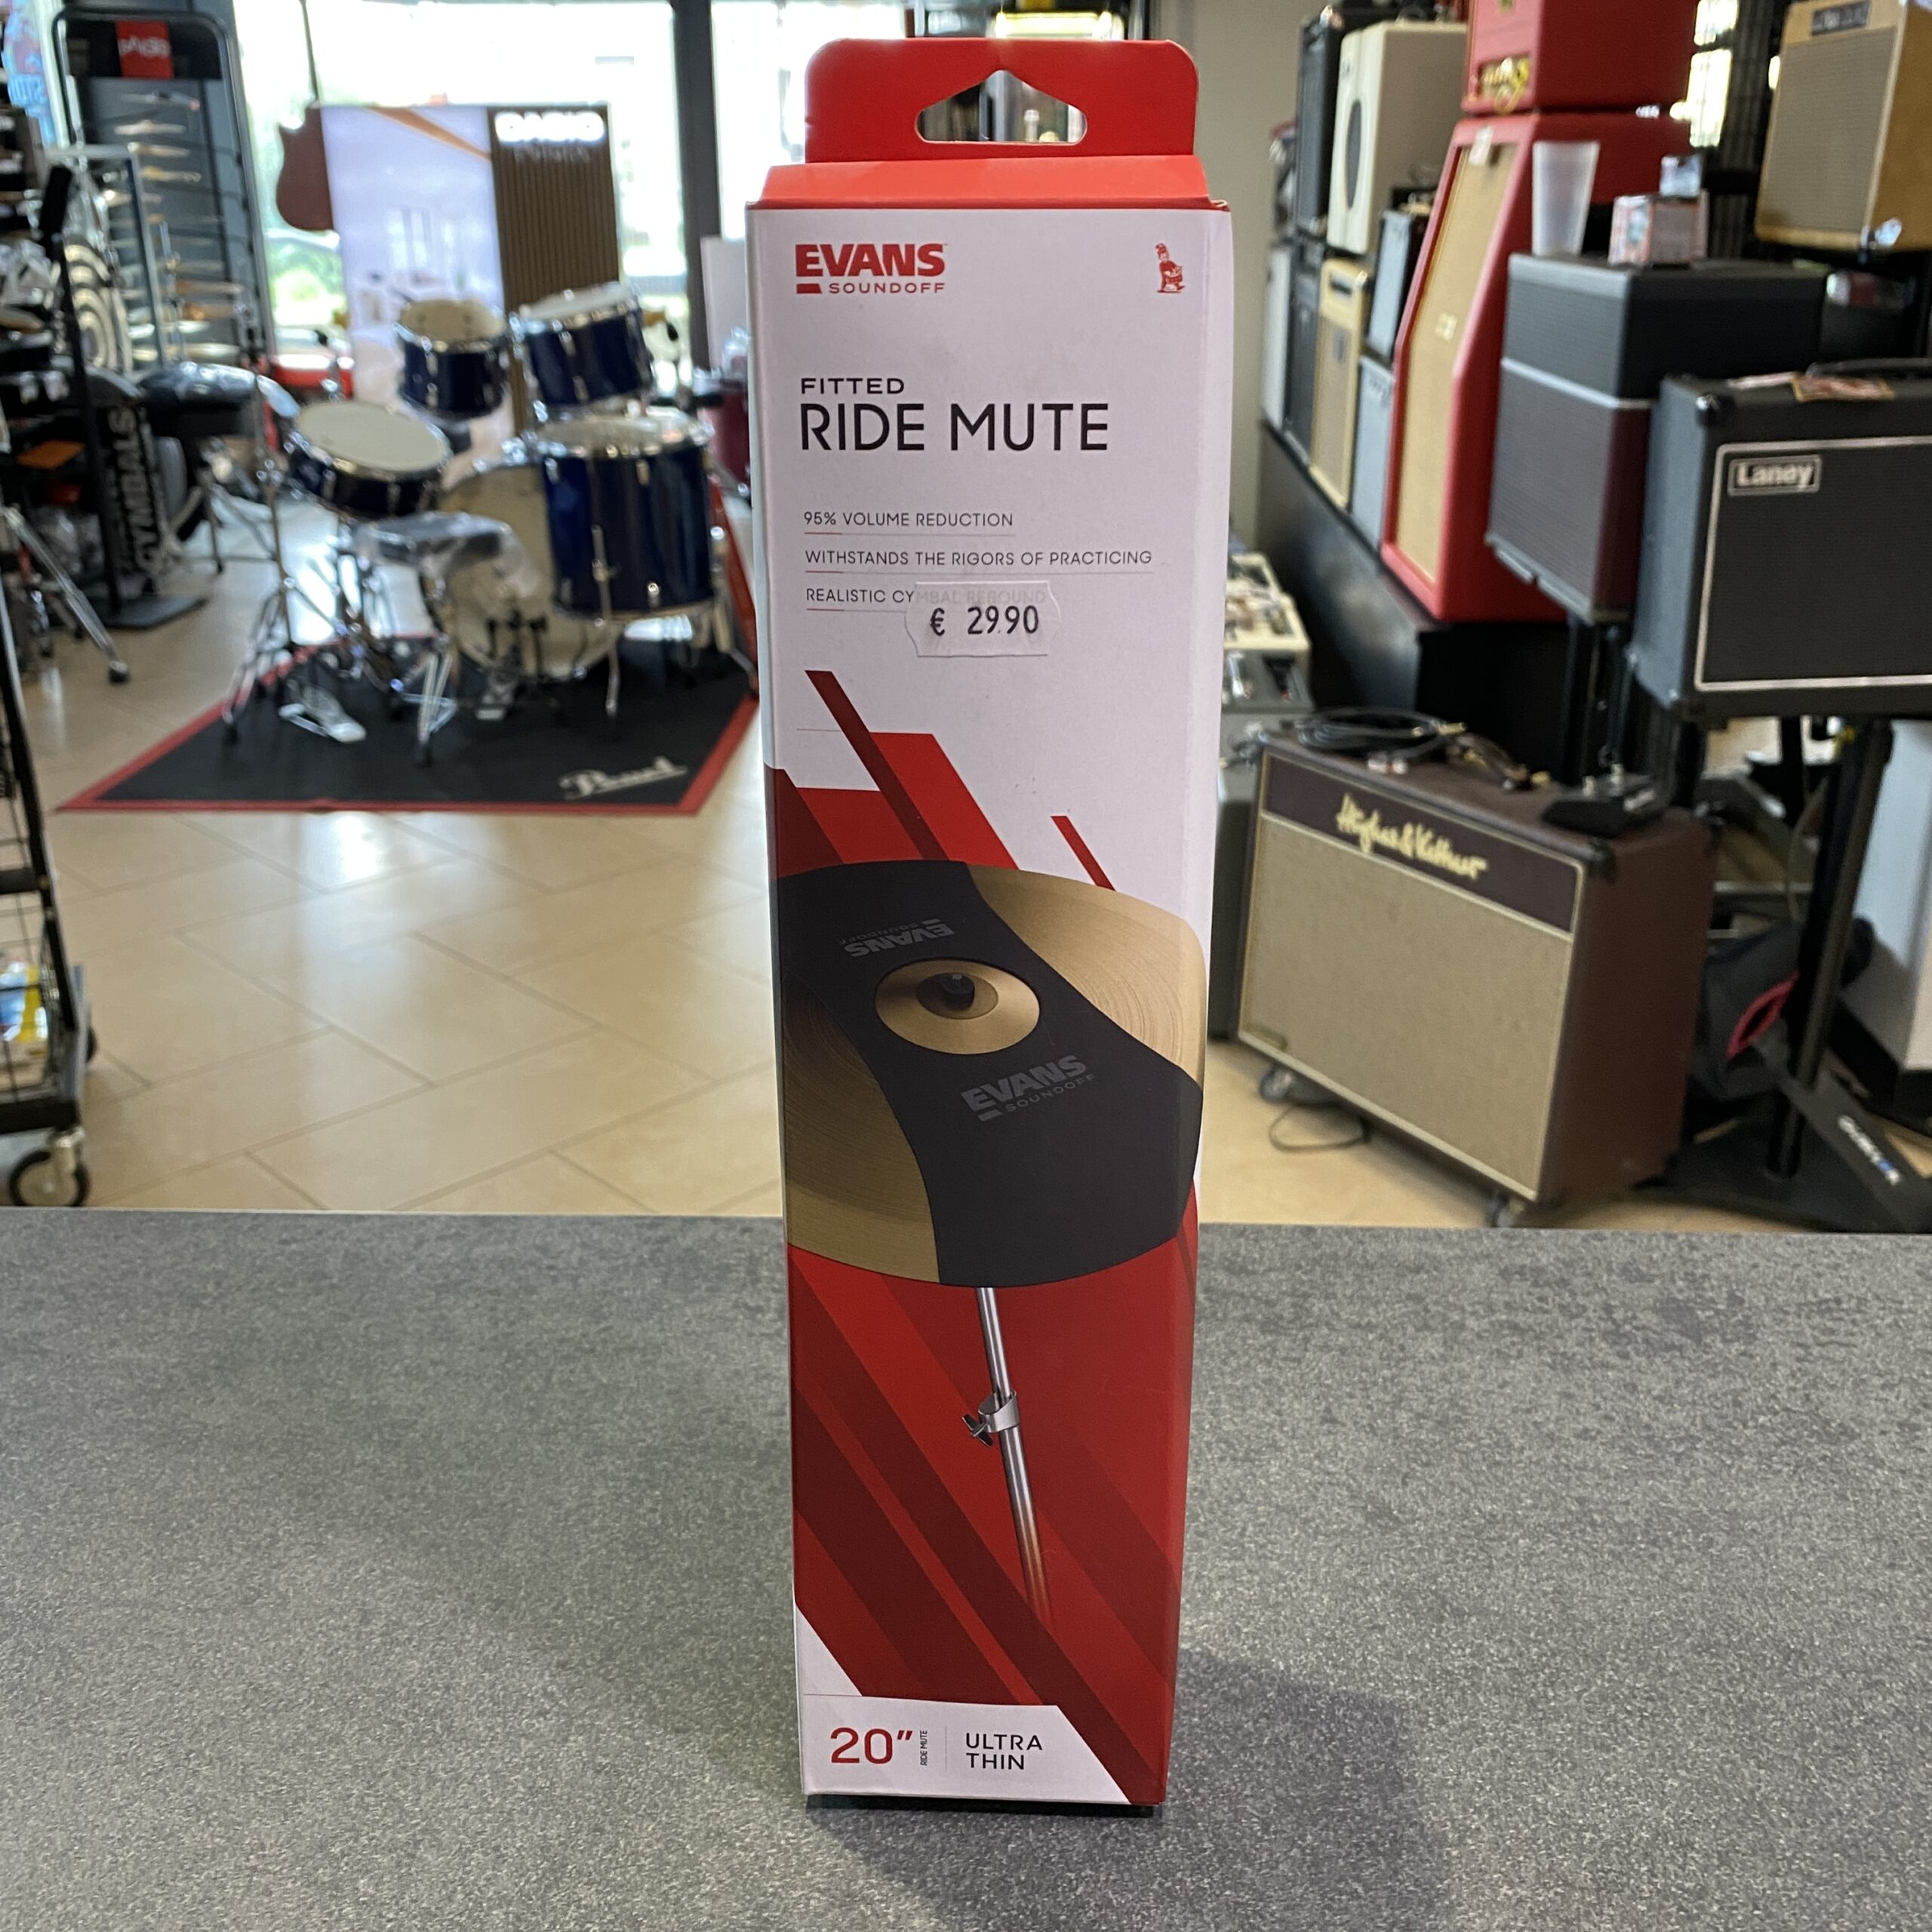 EVANS
SOUNDOFF
FITTED
RIDE MUTE
95% VOLUME REDUCTION
WITHSTANDS THE RIGORS OF PRACTICING
REALISTIC CYMBAL REBOUND
€ 29.90
EVANS
SOUNDOFF
EVANS
SOUNDOFF
20"
RIDE MUTE
ULTRA
THIN
CASIO
CYMBALS
Pearl
Laney
Hughes & Kettner